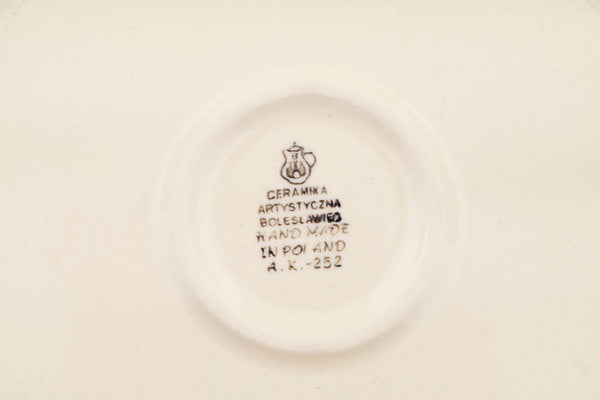 CERAMIKA
ARTYSTYCZNA
BOLESŁAWIEC
HAND MADE
IN POLAND
A. K.-252